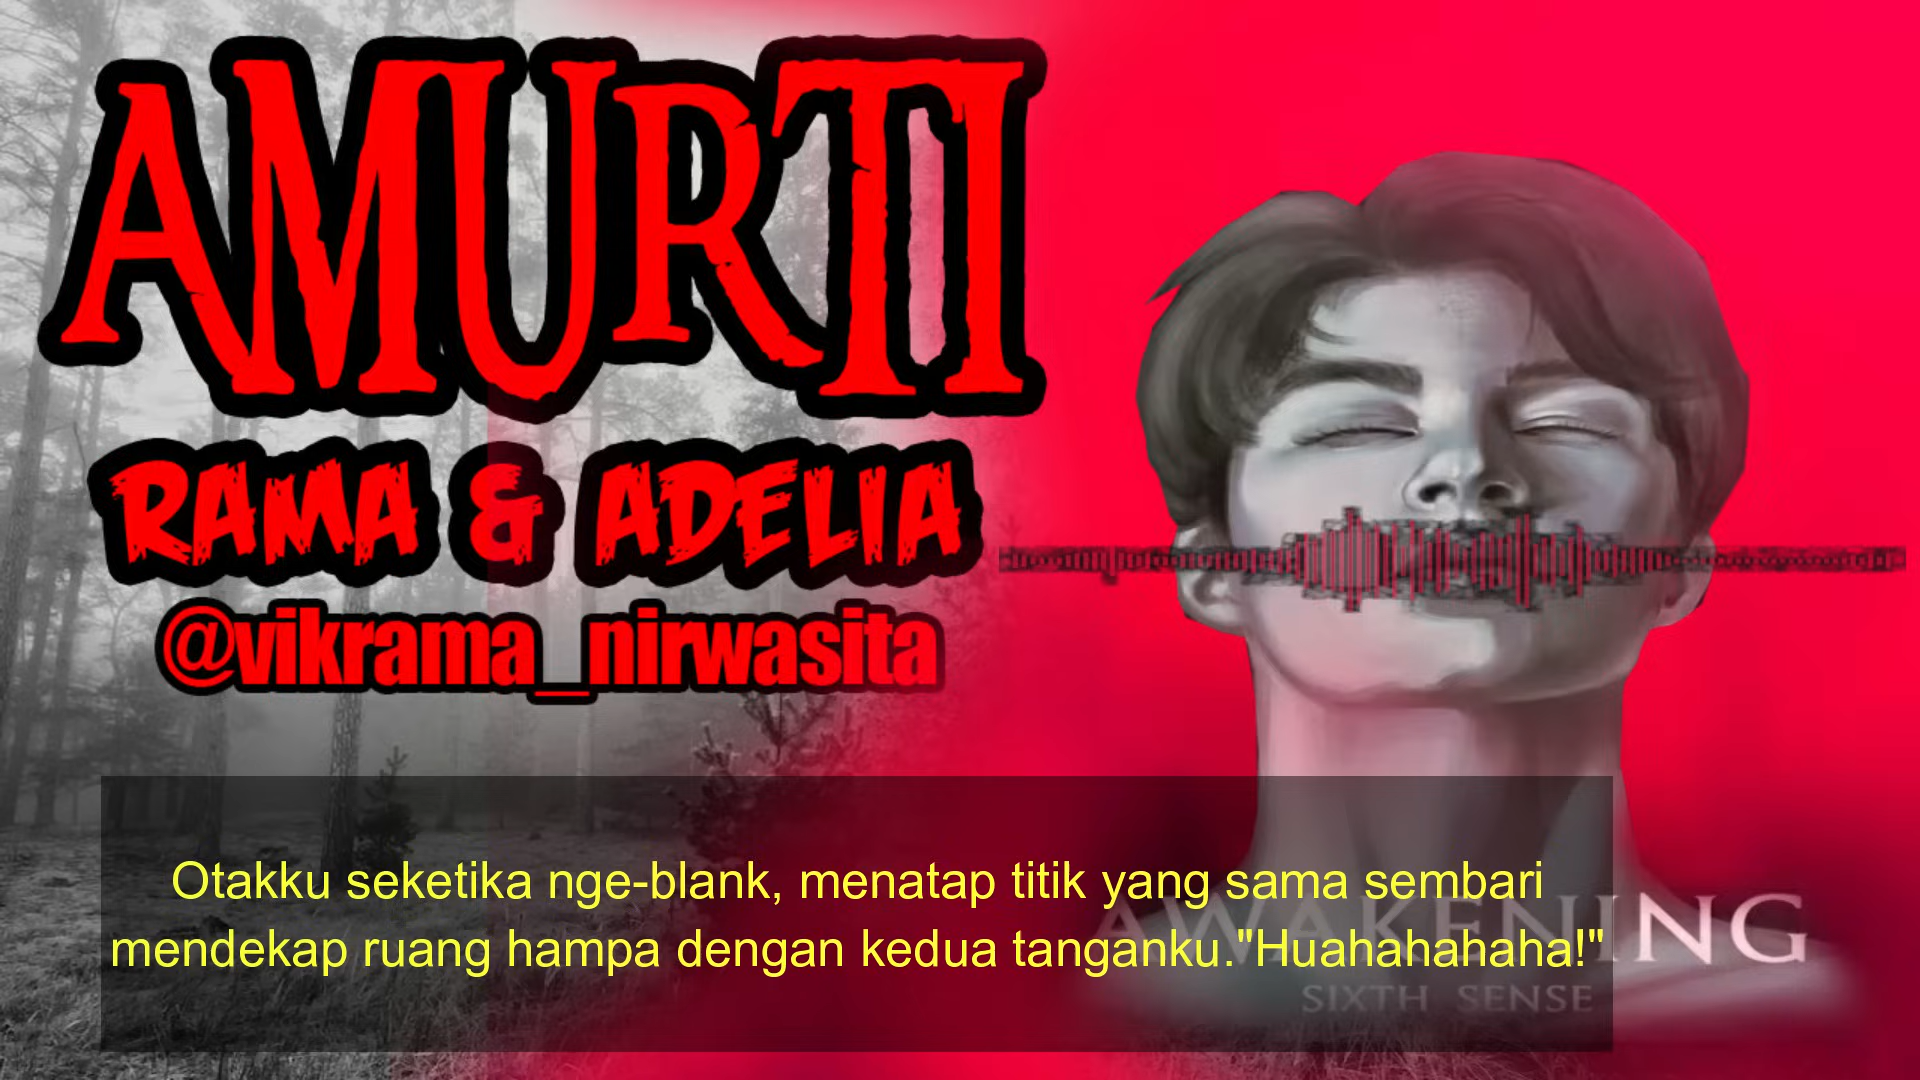 AMURTI
RAMA & ADELIA
@vikrama_nirwasita
Otakku seketika nge-blank, menatap titik yang sama sembari
mendekap ruang hampa dengan kedua tanganku."Huahahahaha!"
AWAKENING
SIXTH SENSE